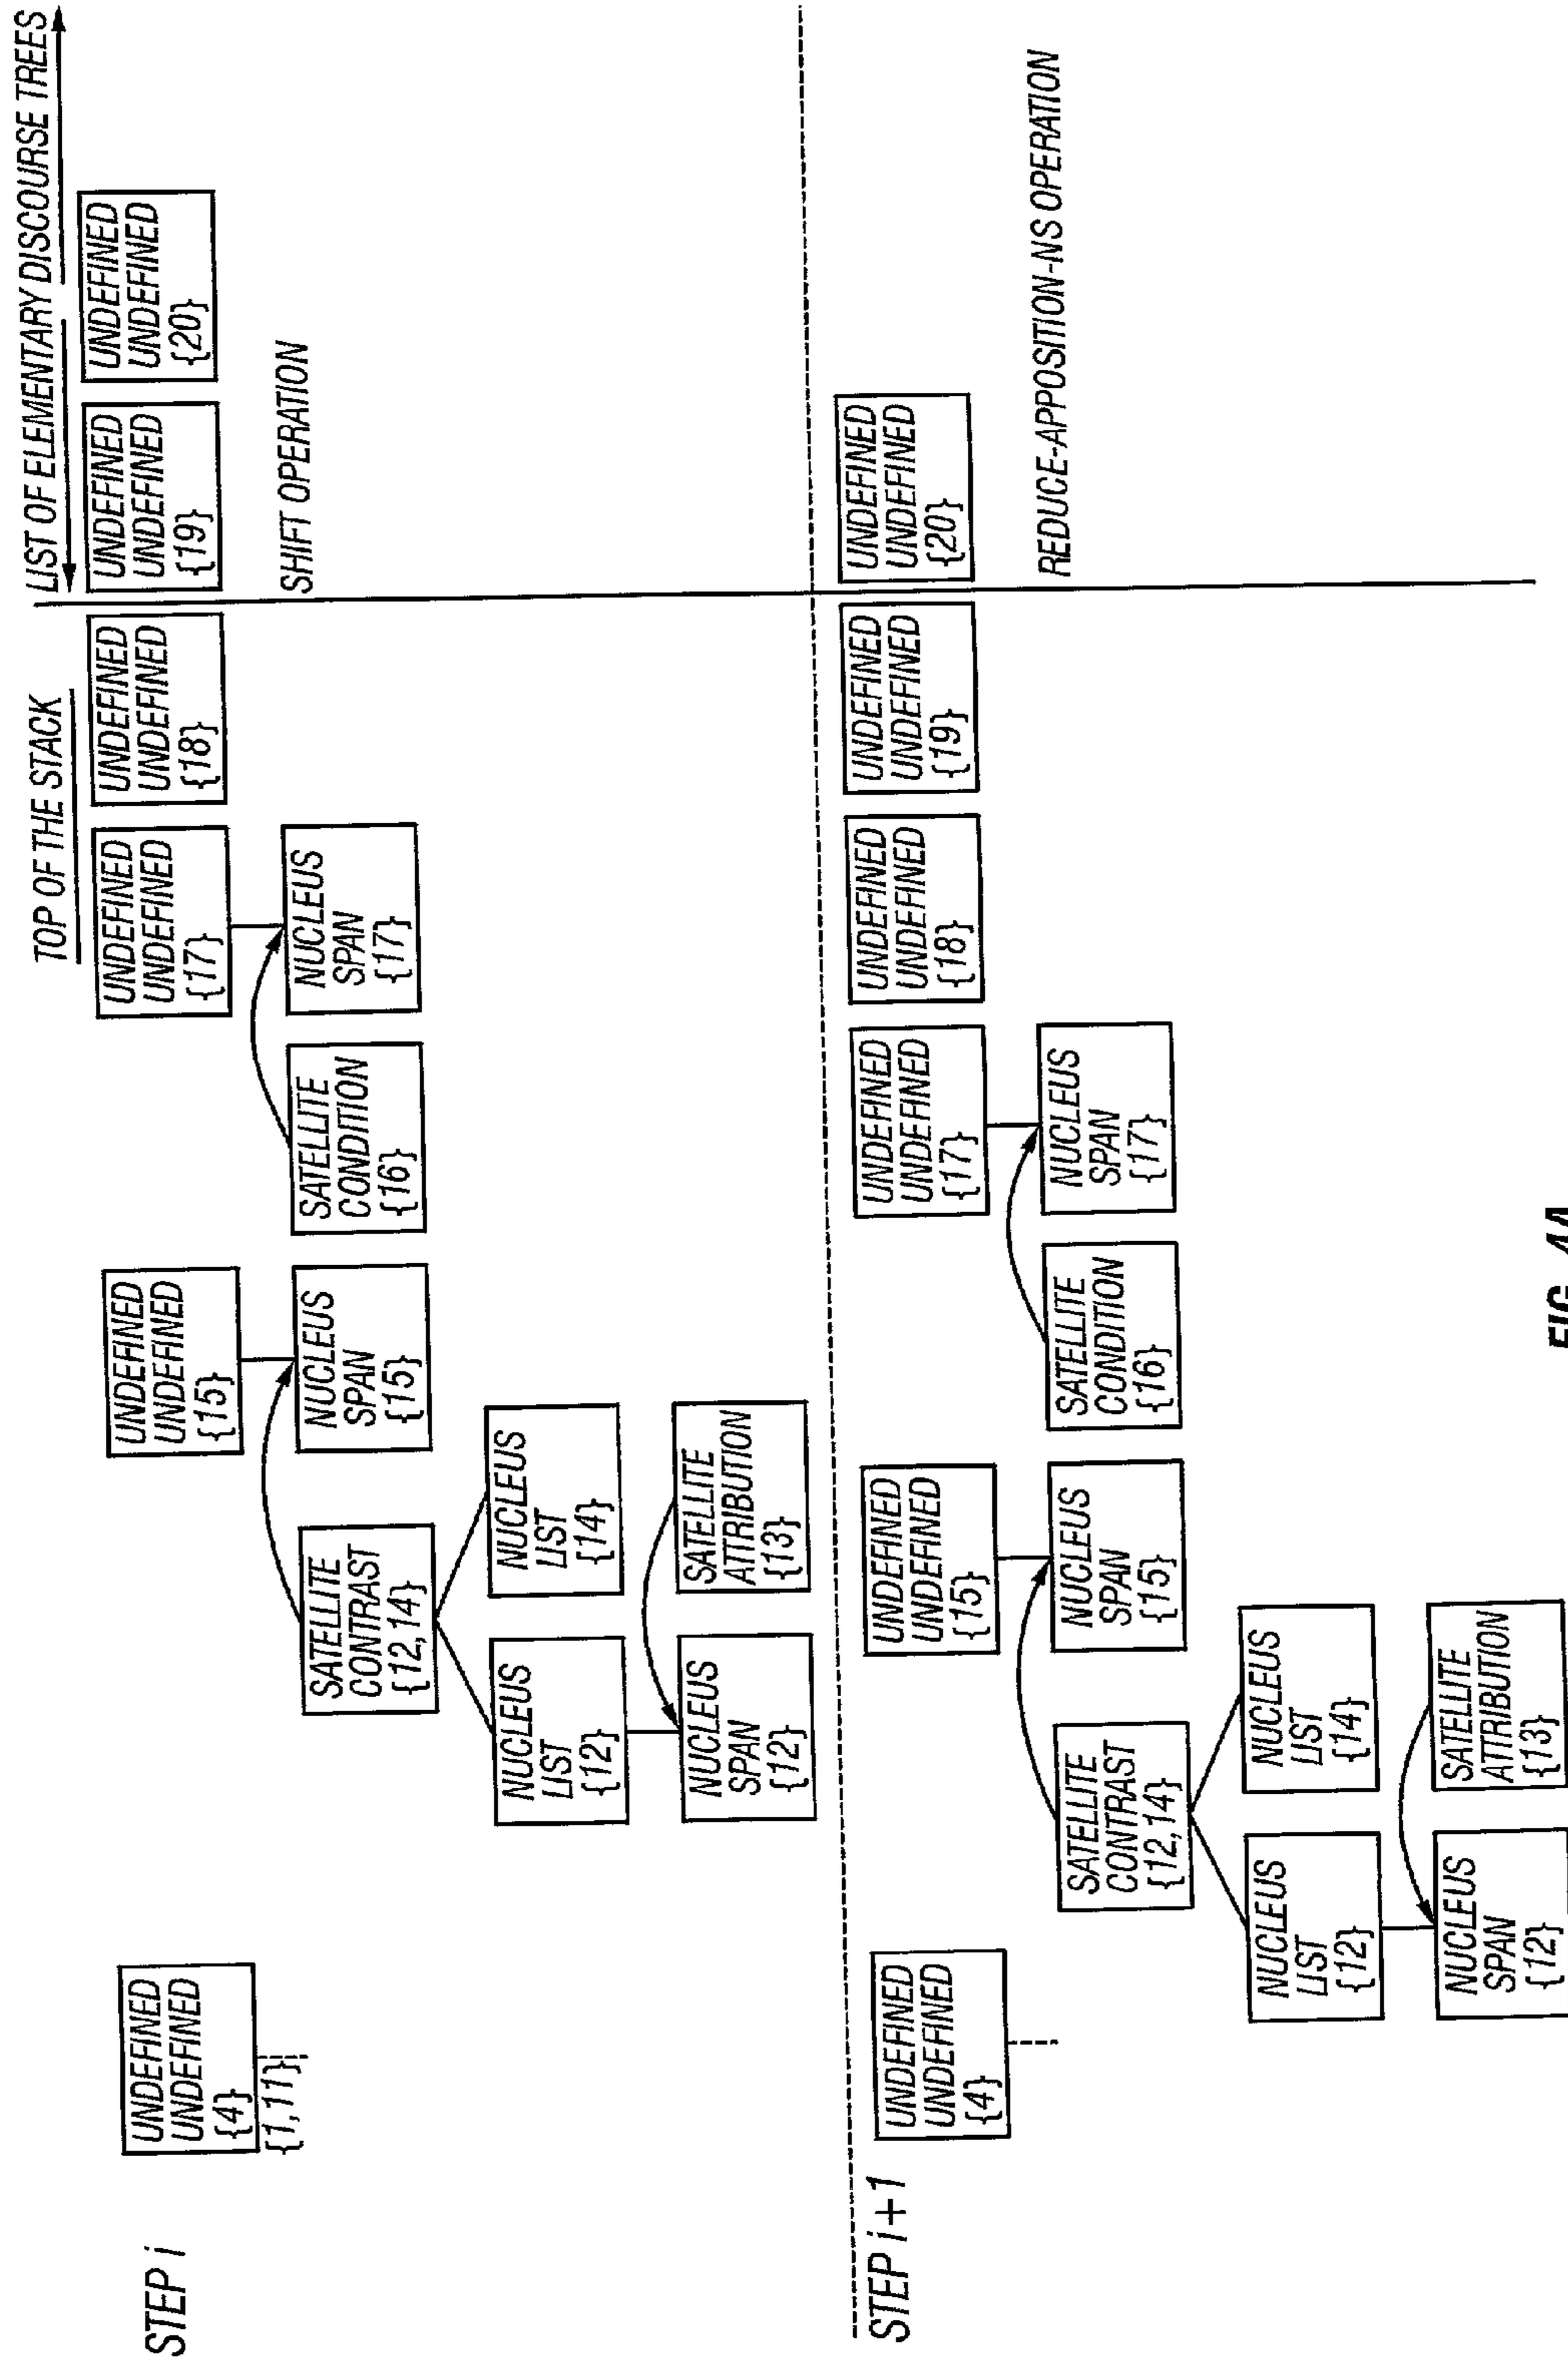 TOP OF THE STACK
LIST OF ELEMENTARY DISCOURSE TREES
STEP i
UNDEFINED
UNDEFINED
{4}
{1,11}
UNDEFINED
UNDEFINED
{15}
UNDEFINED
UNDEFINED
{17}
UNDEFINED
UNDEFINED
{18}
UNDEFINED
UNDEFINED
{19}
UNDEFINED
UNDEFINED
{20}
SATELLITE
CONTRAST
{12,14}
NUCLEUS
SPAN
{15}
SATELLITE
CONDITION
{16}
NUCLEUS
SPAN
{17}
SHIFT OPERATION
NUCLEUS
LIST
{12}
NUCLEUS
LIST
{14}
NUCLEUS
SPAN
{12}
SATELLITE
ATTRIBUTION
{13}
STEP i+1
UNDEFINED
UNDEFINED
{4}
UNDEFINED
UNDEFINED
{15}
UNDEFINED
UNDEFINED
{17}
UNDEFINED
UNDEFINED
{18}
UNDEFINED
UNDEFINED
{19}
UNDEFINED
UNDEFINED
{20}
SATELLITE
CONTRAST
{12,14}
NUCLEUS
SPAN
{15}
SATELLITE
CONDITION
{16}
NUCLEUS
SPAN
{17}
REDUCE-APPOSITION-NS OPERATION
NUCLEUS
LIST
{12}
NUCLEUS
LIST
{14}
NUCLEUS
SPAN
{12}
SATELLITE
ATTRIBUTION
{13}
FIG. 4A